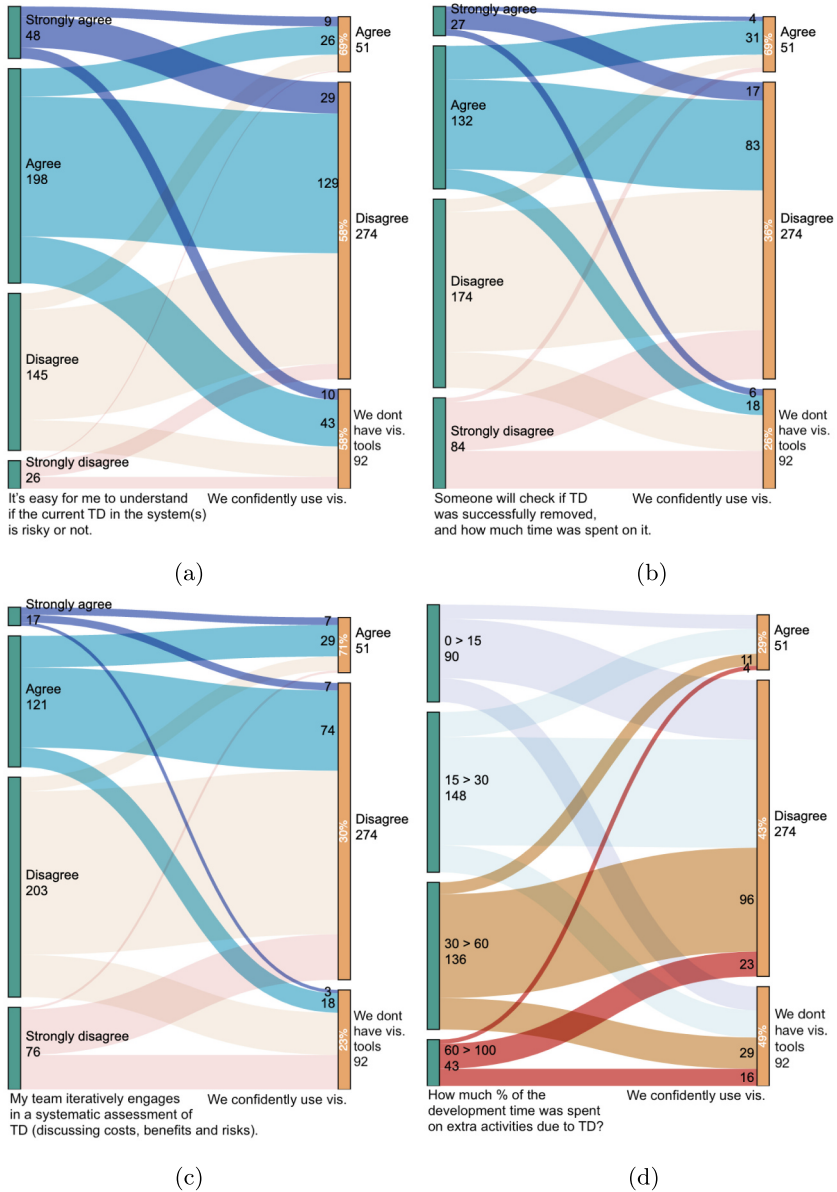 Strongly agree
48
Agree
198
Disagree
145
Strongly disagree
26
9
26
29
129
10
43
69%
58%
58%
Agree
51
Disagree
274
We dont
have vis.
tools
92
It's easy for me to understand
if the current TD in the system(s)
is risky or not.
We confidently use vis.
(a)
Strongly agree
27
Agree
132
Disagree
174
Strongly disagree
84
4
31
17
83
6
18
69%
36%
26%
Agree
51
Disagree
274
We dont
have vis.
tools
92
Someone will check if TD
was successfully removed,
and how much time was spent on it.
We confidently use vis.
(b)
Strongly agree
17
Agree
121
Disagree
203
Strongly disagree
76
7
29
7
74
3
18
71%
30%
23%
Agree
51
Disagree
274
We dont
have vis.
tools
92
My team iteratively engages
in a systematic assessment of
TD (discussing costs, benefits and risks).
We confidently use vis.
(c)
0 > 15
90
15 > 30
148
30 > 60
136
60 > 100
43
11
4
96
23
29
16
29%
43%
49%
Agree
51
Disagree
274
We dont
have vis.
tools
92
How much % of the
development time was spent
on extra activities due to TD?
We confidently use vis.
(d)